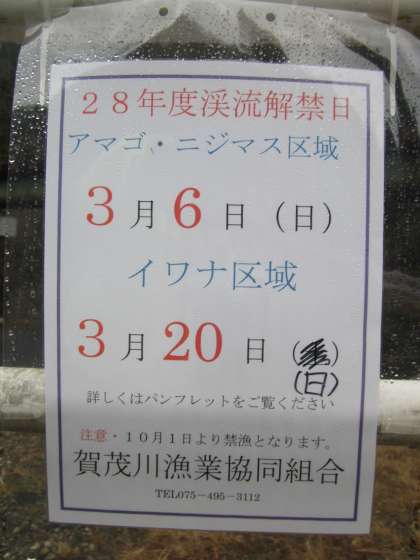 ２８年度渓流解禁日
アマゴ・ニジマス区域
3月6日（日）
イワナ区域
3月20日（
（日）
詳しくはパンフレットをご覧ください
注意・１０月１日より禁漁となります。
賀茂川漁業協同組合
TEL075－495－3112